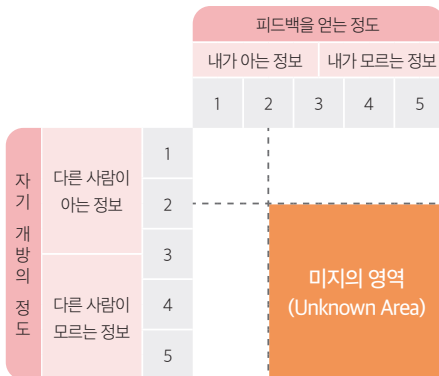 피드백을 얻는 정도
내가 아는 정보 내가 모르는 정보
1 2 3 4 5
자기 개방의 정도
다른 사람이
아는 정보
1
2
3
다른 사람이
모르는 정보
4
5
미지의 영역
(Unknown Area)